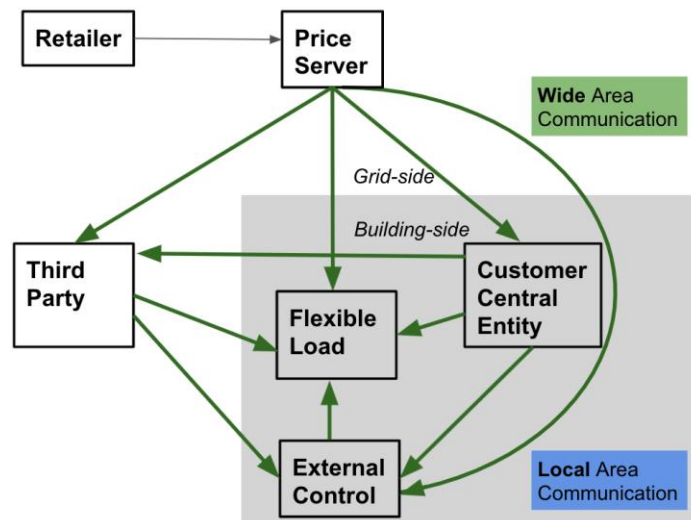 Retailer
Price
Server
Wide Area
Communication
Grid-side
Building-side
Third
Party
Customer
Central
Entity
Flexible
Load
External
Control
Local Area
Communication